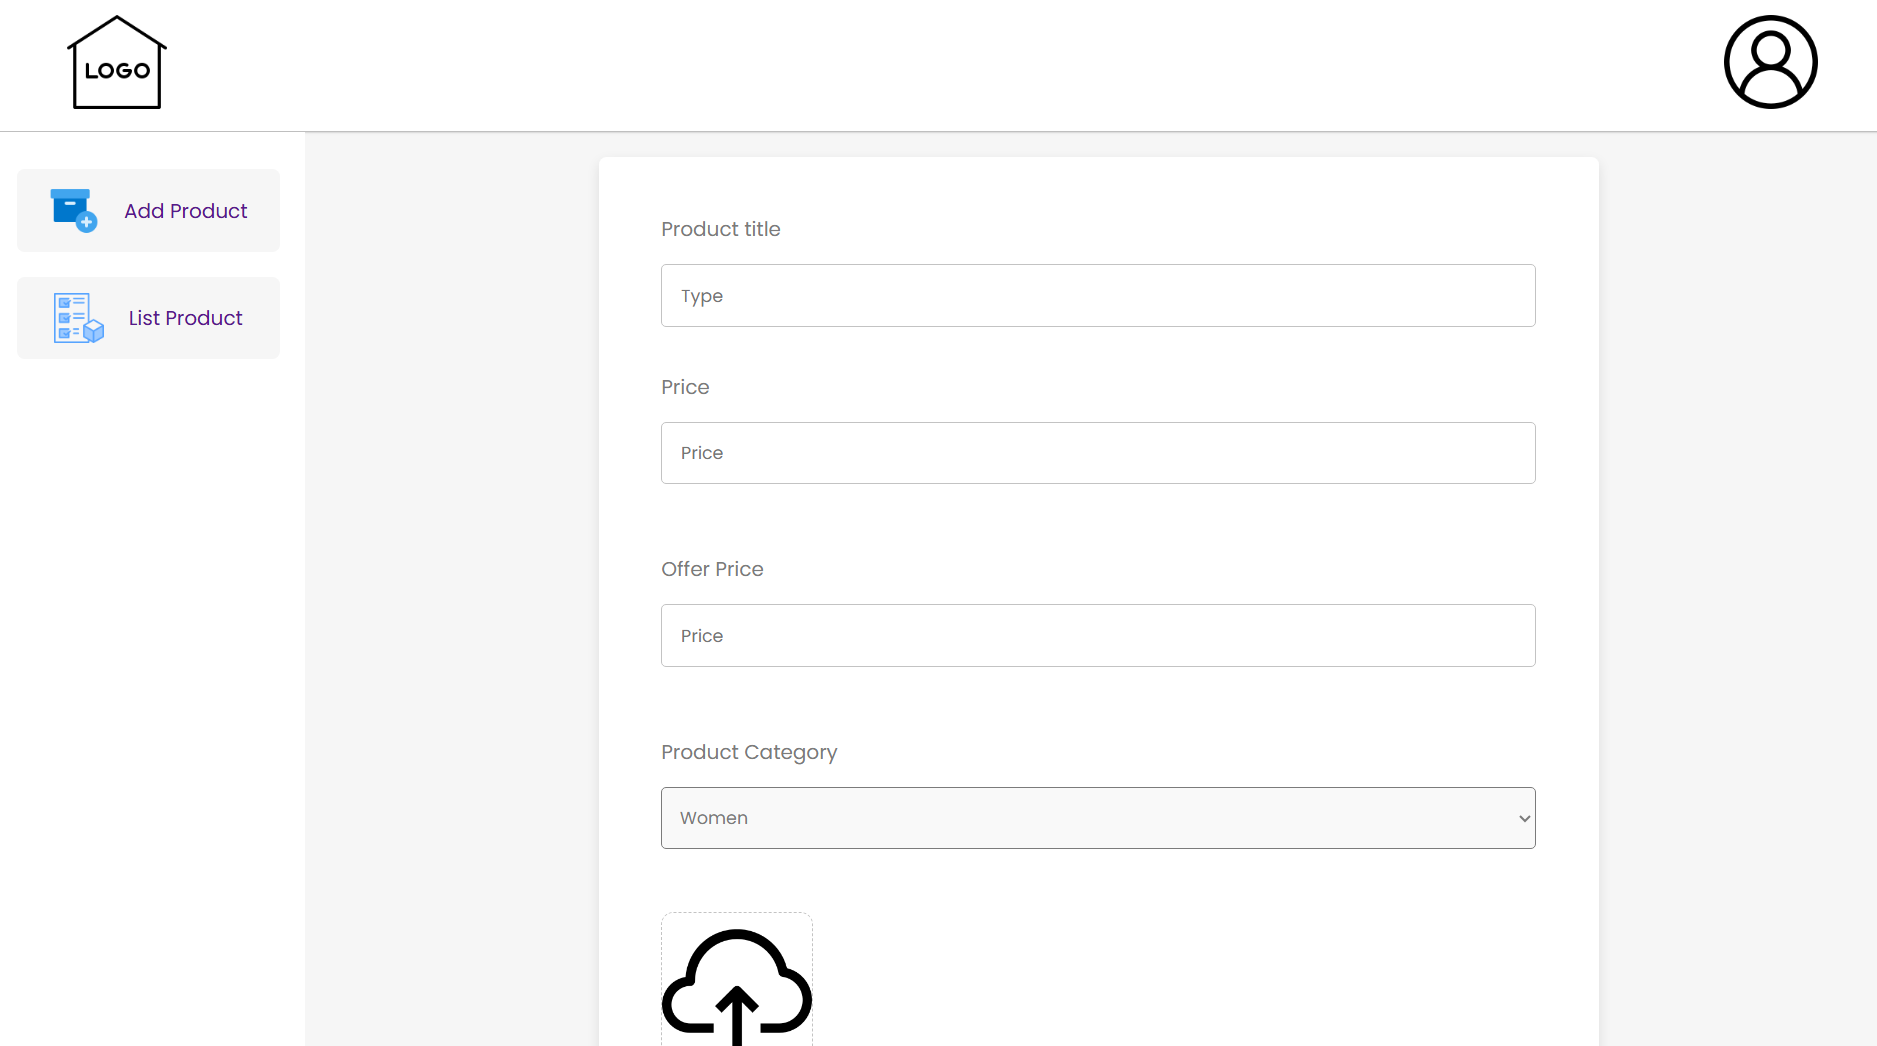 LOGO
Add Product
List Product
Product title
Type
Price
Price
Offer Price
Price
Product Category
Women